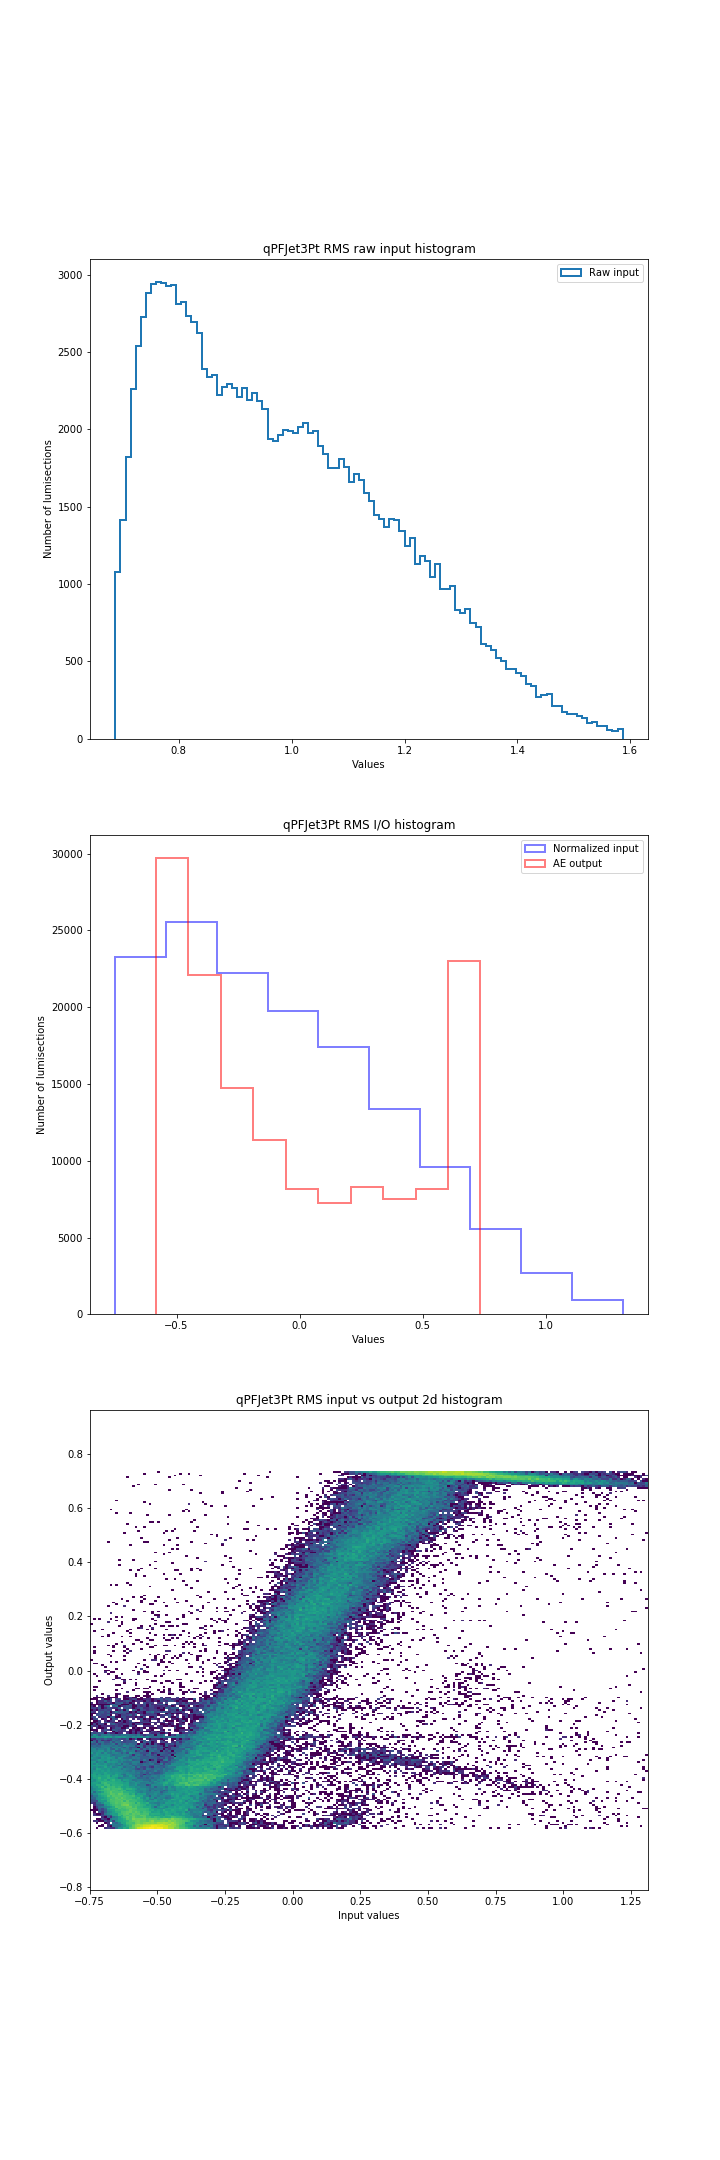 qPFJet3Pt RMS raw input histogram
Raw input
3000
2500
2000
1500
1000
500
0
Number of lumisections
0.8 1.0 1.2 1.4 1.6
Values
qPFJet3Pt RMS I/O histogram
Normalized input
AE output
30000
25000
20000
15000
10000
5000
0
Number of lumisections
−0.5 0.0 0.5 1.0
Values
qPFJet3Pt RMS input vs output 2d histogram
0.8
0.6
0.4
0.2
0.0
−0.2
−0.4
−0.6
−0.8
Output values
−0.75 −0.50 −0.25 0.00 0.25 0.50 0.75 1.00 1.25
Input values